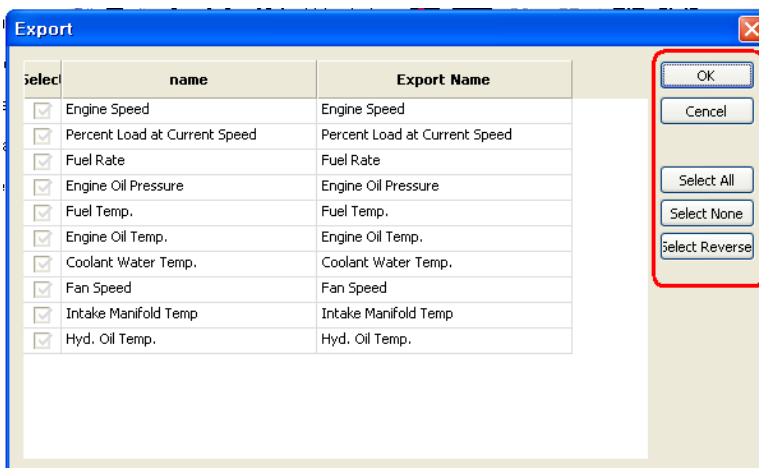 Export
Select name Export Name
Engine Speed Engine Speed
Percent Load at Current Speed Percent Load at Current Speed
Fuel Rate Fuel Rate
Engine Oil Pressure Engine Oil Pressure
Fuel Temp. Fuel Temp.
Engine Oil Temp. Engine Oil Temp.
Coolant Water Temp. Coolant Water Temp.
Fan Speed Fan Speed
Intake Manifold Temp Intake Manifold Temp
Hyd. Oil Temp. Hyd. Oil Temp.
OK
Cencel
Select All
Select None
Select Reverse